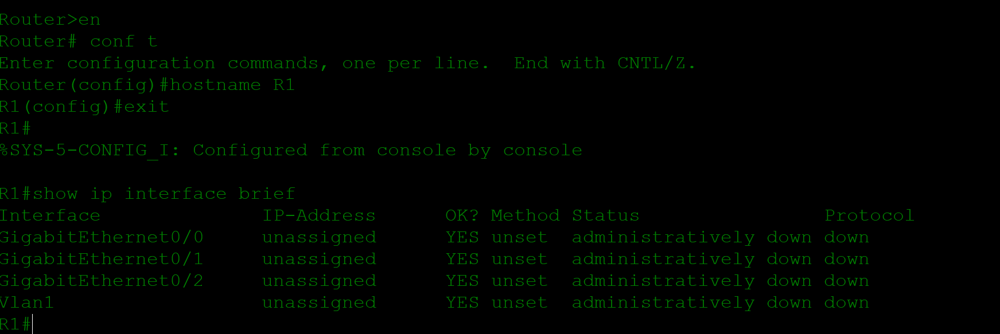 Router>en
Router# conf t
Enter configuration commands, one per line.  End with CNTL/Z.
Router(config)#hostname R1
R1(config)#exit
R1#
%SYS-5-CONFIG_I: Configured from console by console

R1#show ip interface brief
Interface              IP-Address      OK? Method Status                Protocol
GigabitEthernet0/0     unassigned      YES unset  administratively down down
GigabitEthernet0/1     unassigned      YES unset  administratively down down
GigabitEthernet0/2     unassigned      YES unset  administratively down down
Vlan1                  unassigned      YES unset  administratively down down
R1#